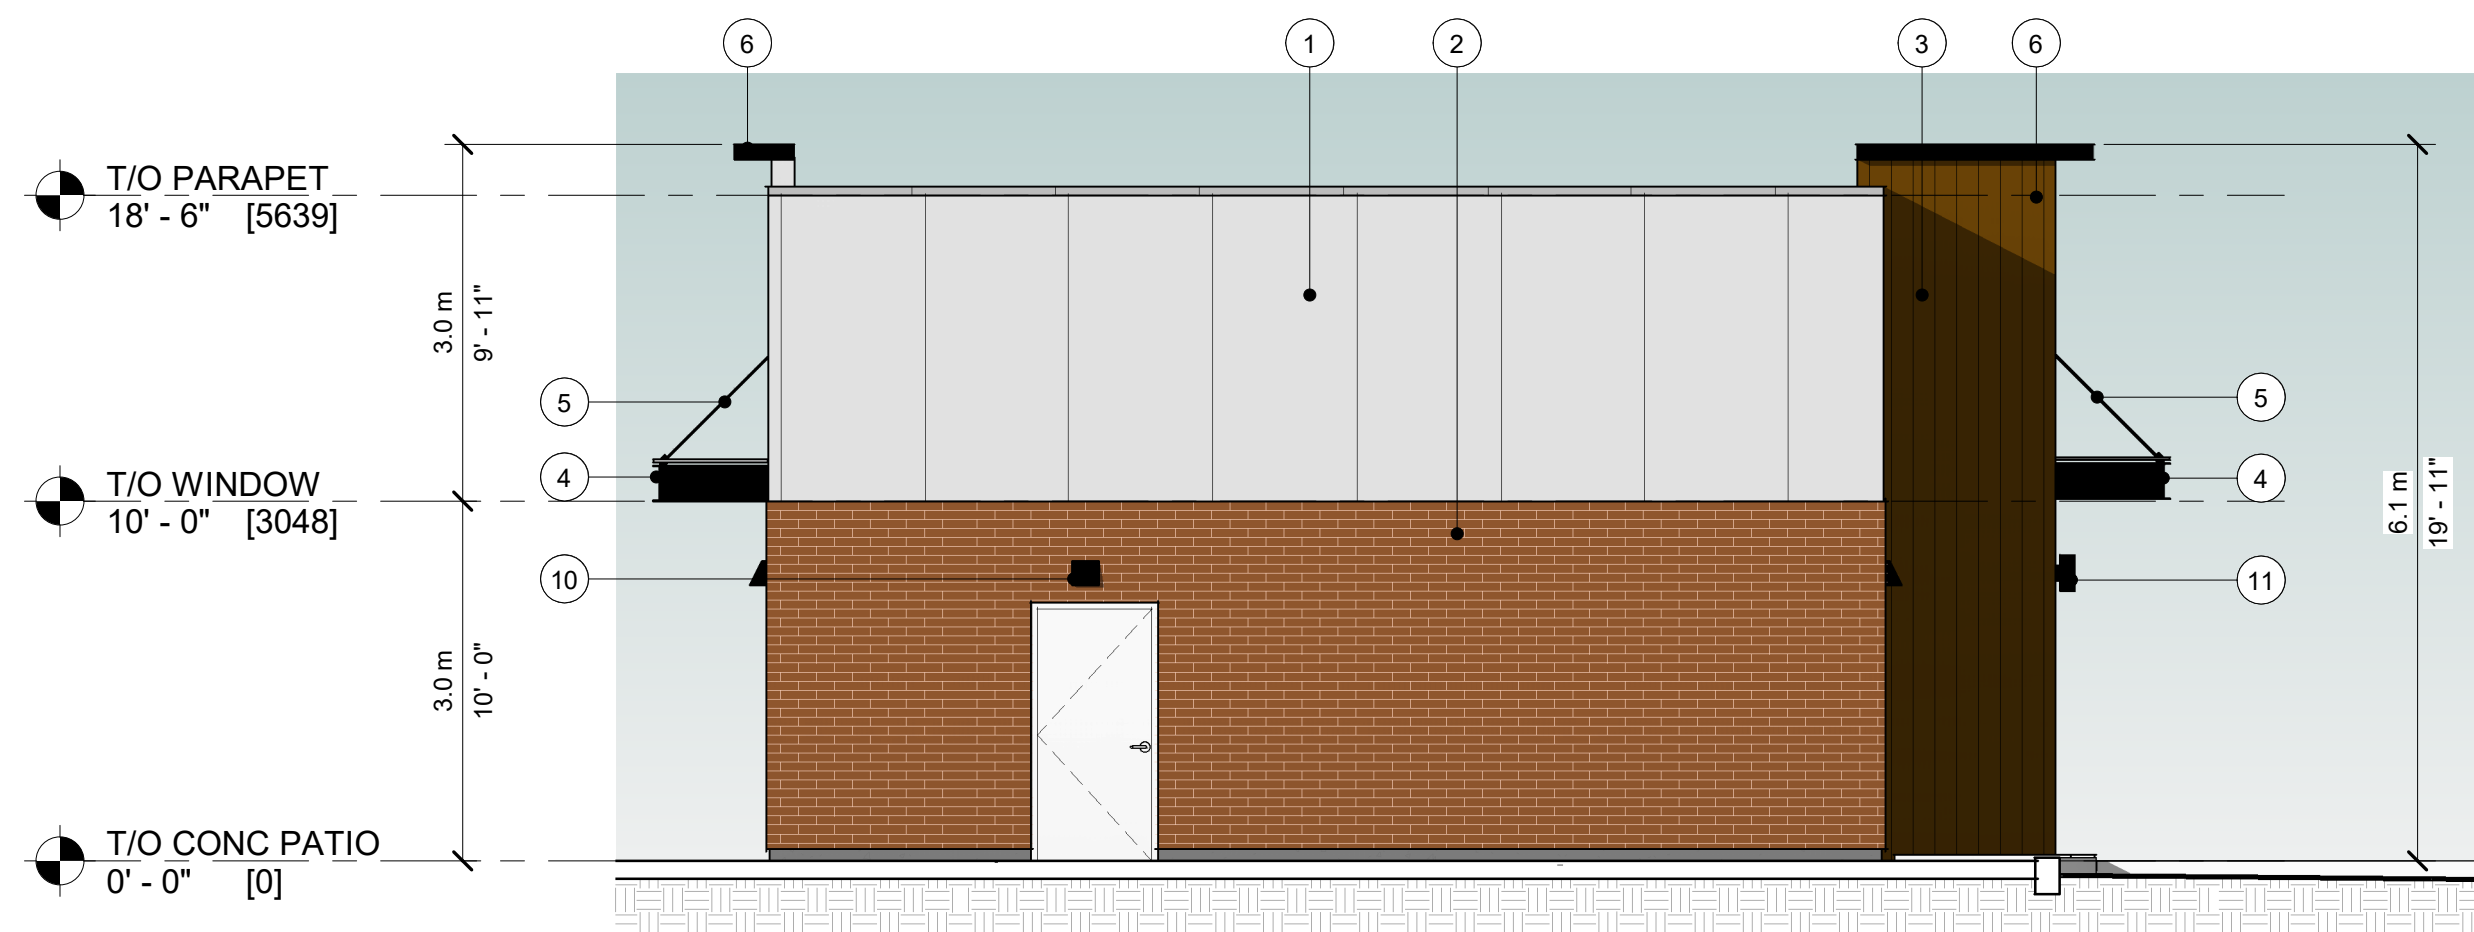 6
1
2
3
6
T/O PARAPET
18' - 6" [5639]
3.0 m
9' - 11"
5
5
4
4
T/O WINDOW
10' - 0" [3048]
6.1 m
19' - 11"
10
11
3.0 m
10' - 0"
T/O CONC PATIO
0' - 0" [0]